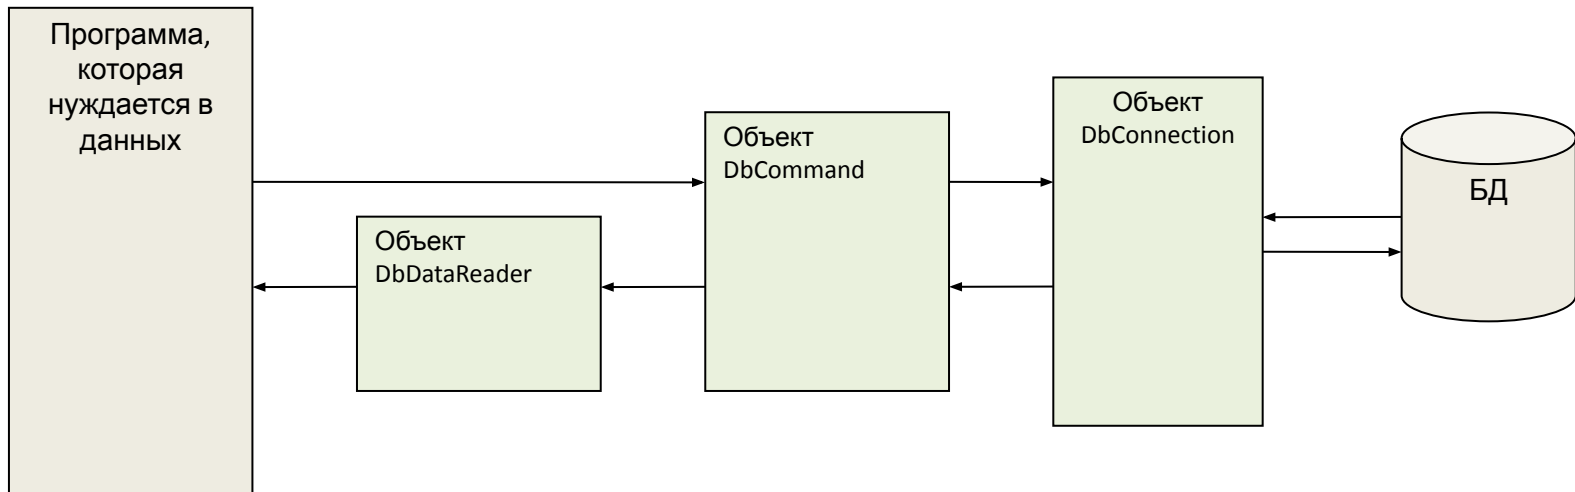 Программа,
которая
нуждается в
данных
Объект
DbDataReader
Объект
DbCommand
Объект
DbConnection
БД